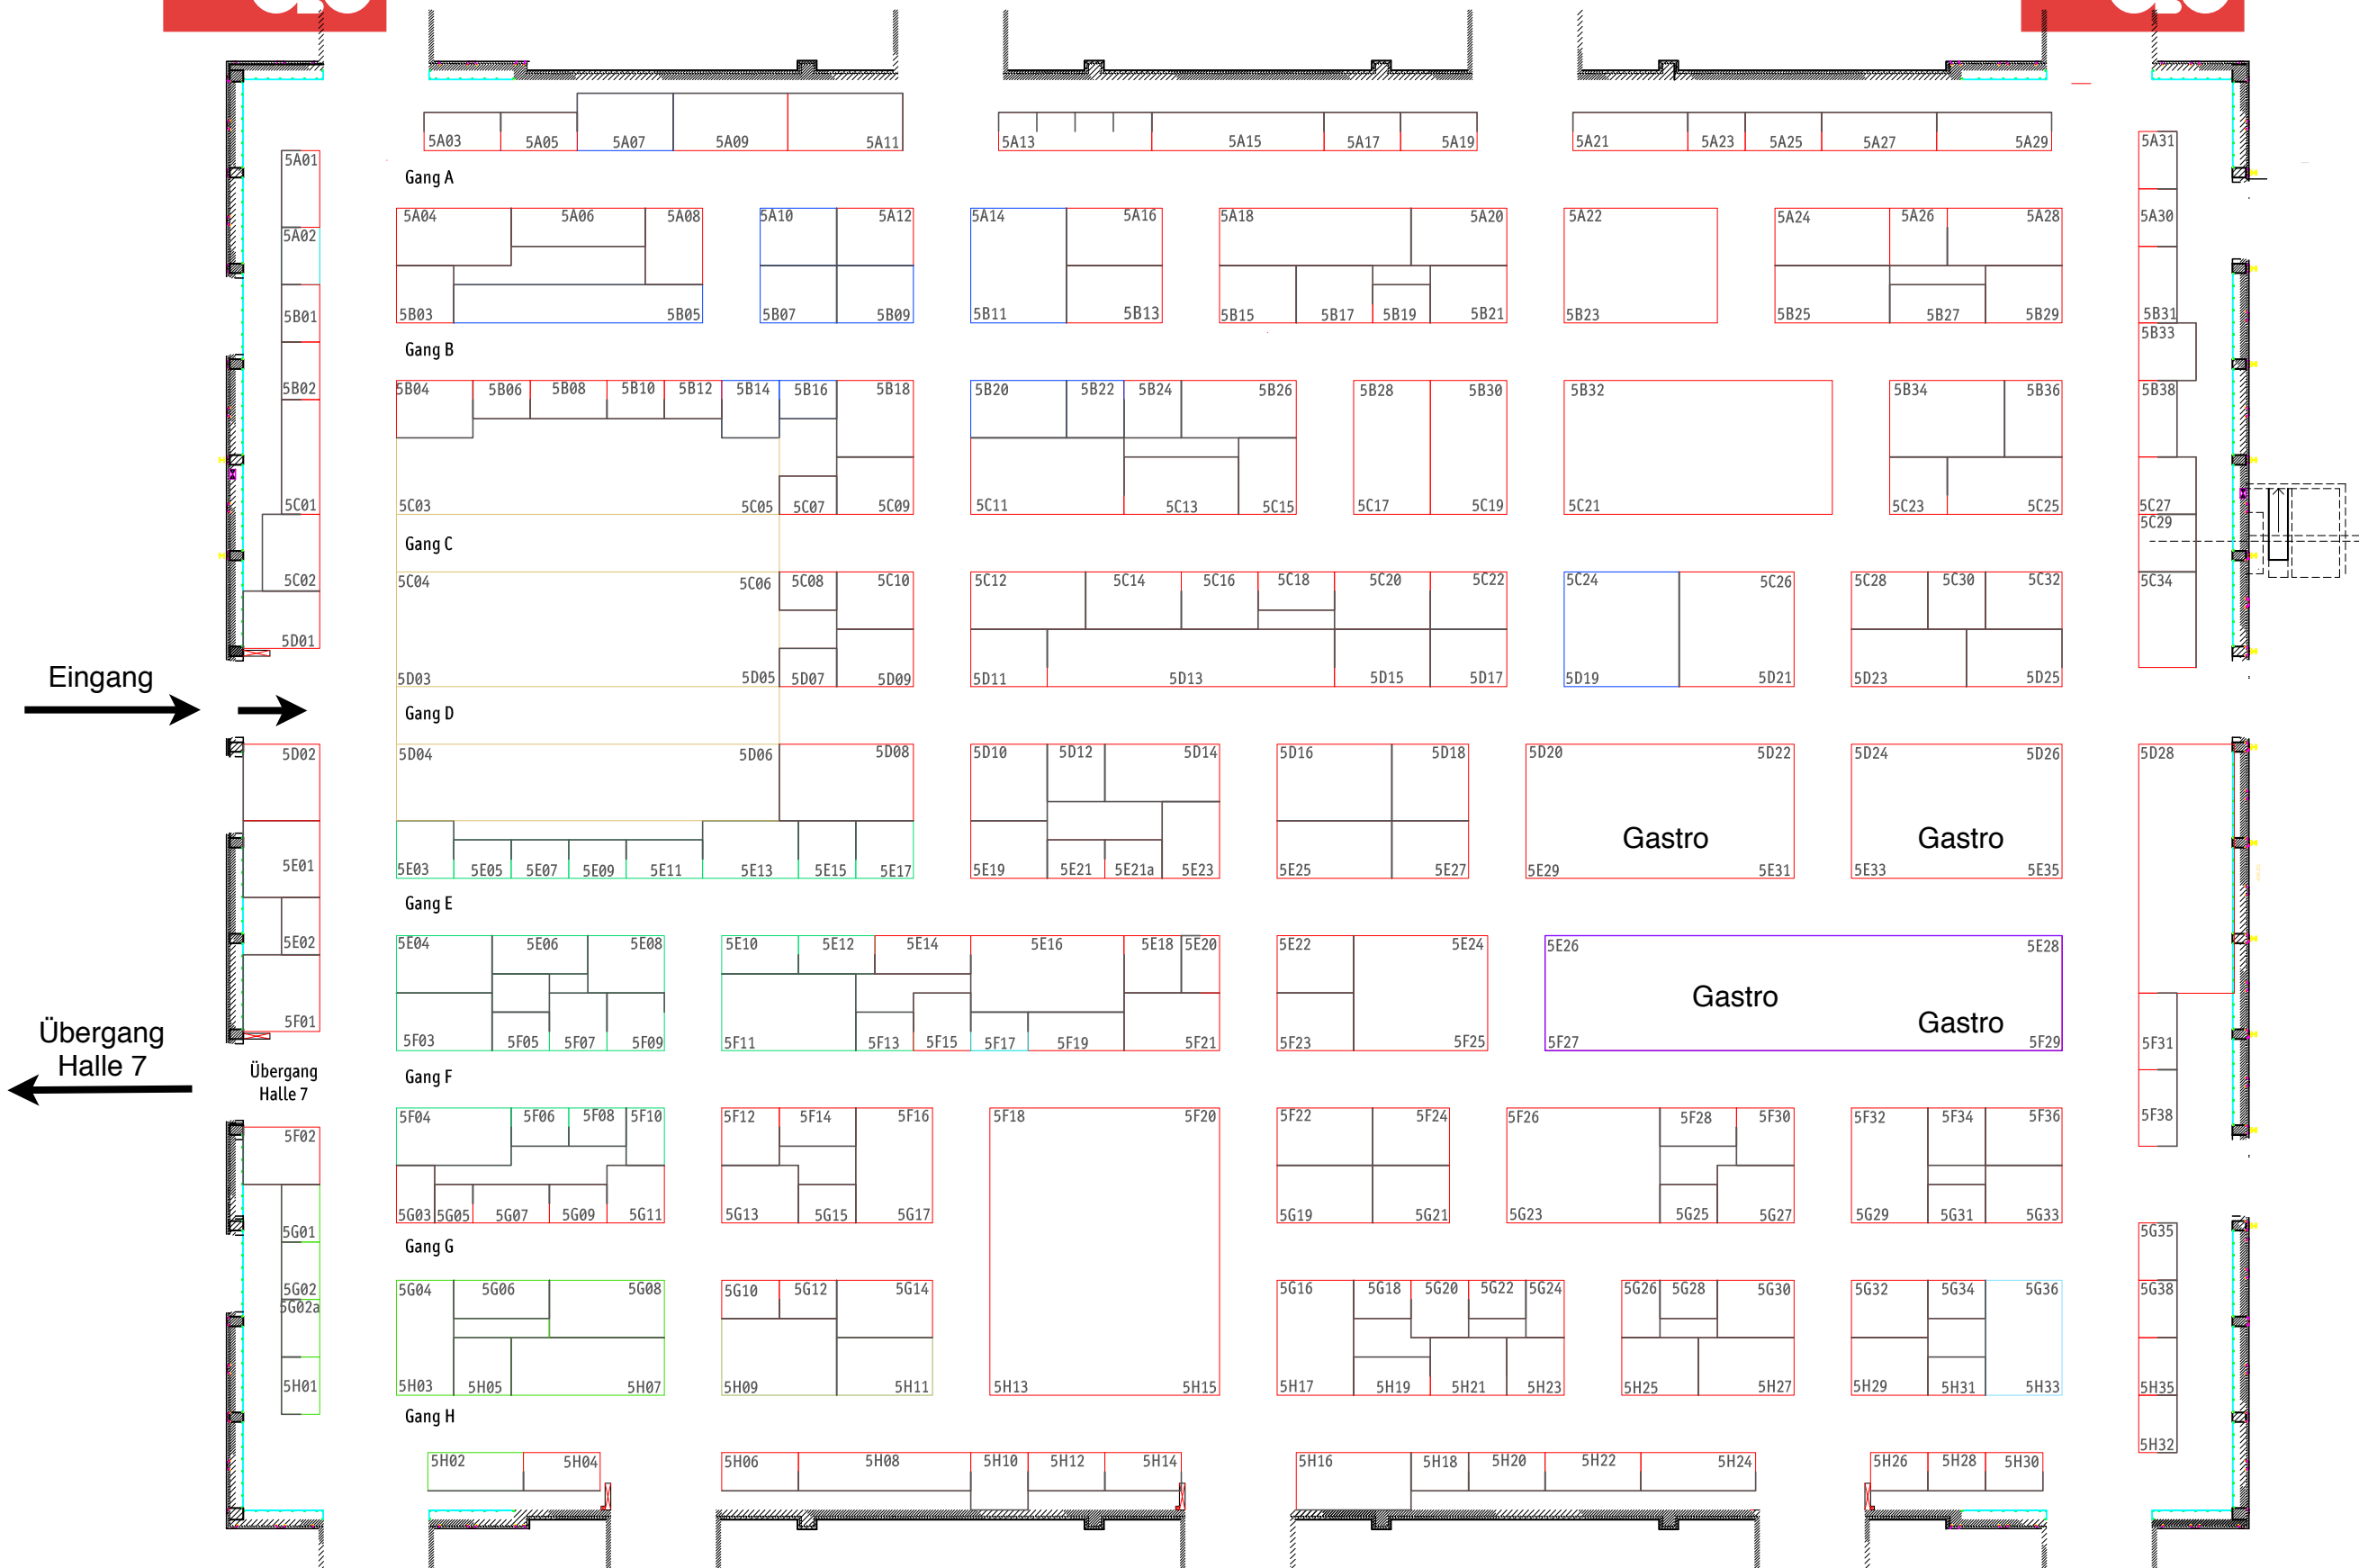 5A03 5A05 5A07 5A09 5A11 5A13 5A15 5A17 5A19 5A21 5A23 5A25 5A27 5A29 5A31
5A01
Gang A
5A04 5A06 5A08 5A10 5A12 5A14 5A16 5A18 5A20 5A22 5A24 5A26 5A28 5A30
5A02
5B01 5B03 5B05 5B07 5B09 5B11 5B13 5B15 5B17 5B19 5B21 5B23 5B25 5B27 5B29 5B31
5B33
Gang B
5B02 5B04 5B06 5B08 5B10 5B12 5B14 5B16 5B18 5B20 5B22 5B24 5B26 5B28 5B30 5B32 5B34 5B36 5B38
5C01 5C03 5C05 5C07 5C09 5C11 5C13 5C15 5C17 5C19 5C21 5C23 5C25 5C27
5C29
Gang C
5C02 5C04 5C06 5C08 5C10 5C12 5C14 5C16 5C18 5C20 5C22 5C24 5C26 5C28 5C30 5C32 5C34
5D01
5D03 5D05 5D07 5D09 5D11 5D13 5D15 5D17 5D19 5D21 5D23 5D25
Eingang
Gang D
5D02 5D04 5D06 5D08 5D10 5D12 5D14 5D16 5D18 5D20 5D22 5D24 5D26 5D28
Gastro Gastro
5E01 5E03 5E05 5E07 5E09 5E11 5E13 5E15 5E17 5E19 5E21 5E21a 5E23 5E25 5E27 5E29 5E31 5E33 5E35
Gang E
5E02 5E04 5E06 5E08 5E10 5E12 5E14 5E16 5E18 5E20 5E22 5E24 5E26 5E28
Gastro
Gastro
5F01
5F03 5F05 5F07 5F09 5F11 5F13 5F15 5F17 5F19 5F21 5F23 5F25 5F27 5F29 5F31
Übergang
Halle 7
Übergang
Halle 7
Gang F
5F02 5F04 5F06 5F08 5F10 5F12 5F14 5F16 5F18 5F20 5F22 5F24 5F26 5F28 5F30 5F32 5F34 5F36 5F38
5G01 5G03 5G05 5G07 5G09 5G11 5G13 5G15 5G17 5G19 5G21 5G23 5G25 5G27 5G29 5G31 5G33 5G35
Gang G
5G02 5G04 5G06 5G08 5G10 5G12 5G14 5G16 5G18 5G20 5G22 5G24 5G26 5G28 5G30 5G32 5G34 5G36 5G38
5G02a
5H01 5H03 5H05 5H07 5H09 5H11 5H13 5H15 5H17 5H19 5H21 5H23 5H25 5H27 5H29 5H31 5H33 5H35
Gang H
5H02 5H04 5H06 5H08 5H10 5H12 5H14 5H16 5H18 5H20 5H22 5H24 5H26 5H28 5H30 5H32